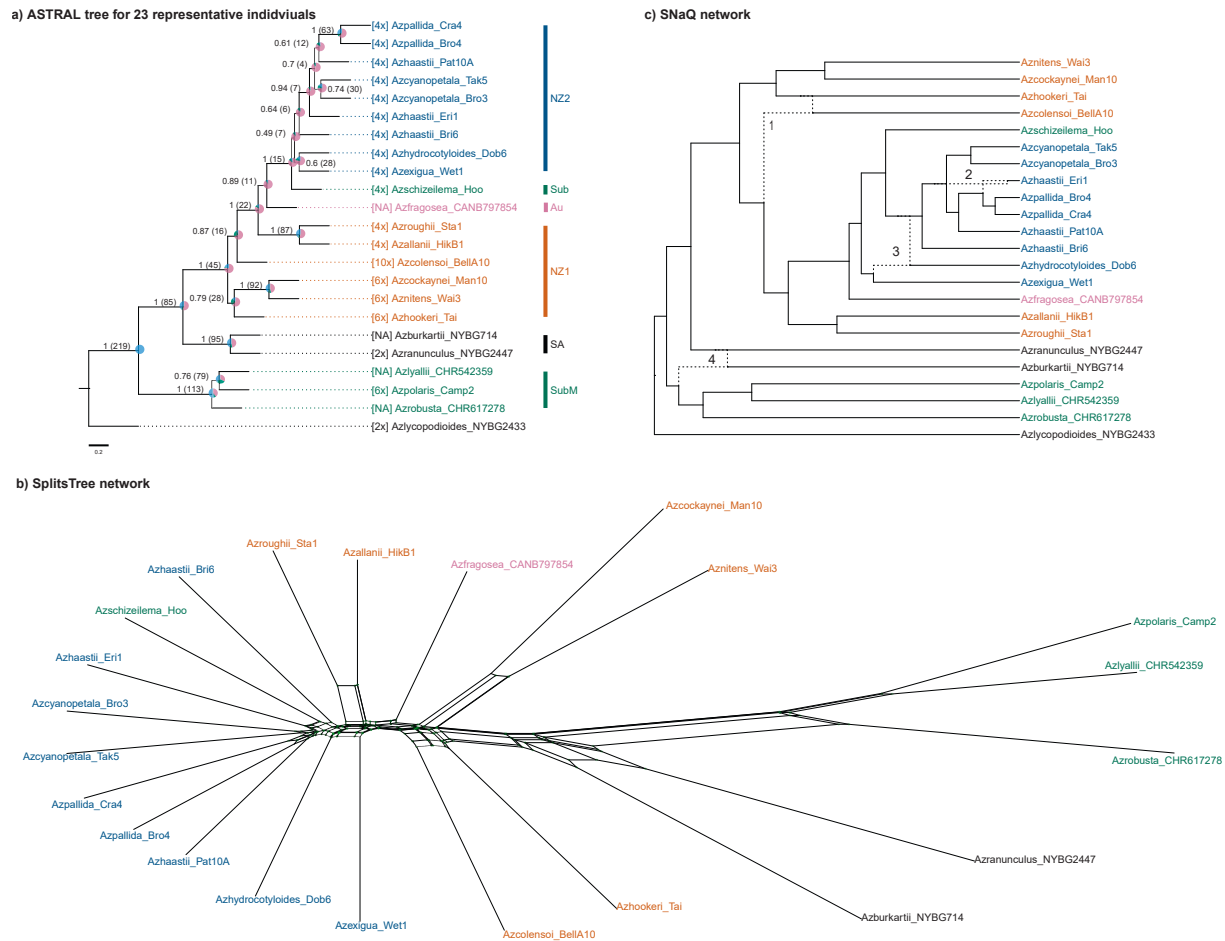 a) ASTRAL tree for 23 representative indidviuals
1 (63)
[4x] Azpallida_Cra4
0.61 (12)
[4x] Azpallida_Bro4
0.7 (4)
[4x] Azhaastii_Pat10A
0.94 (7)
[4x] Azcyanopetala_Tak5
0.74 (30)
[4x] Azcyanopetala_Bro3
NZ2
0.64 (6)
[4x] Azhaastii_Eri1
0.49 (7)
[4x] Azhaastii_Bri6
1 (15)
[4x] Azhydrocotyloides_Dob6
0.6 (28)
[4x] Azexigua_Wet1
0.89 (11)
[4x] Azschizeilema_Hoo
Sub
1 (22)
[NA] Azfragosea_CANB797854
Au
0.87 (16)
[4x] Azroughii_Sta1
1 (87)
[4x] Azallanii_HikB1
[10x] Azcolensoi_BellA10
NZ1
1 (45)
[6x] Azcockaynei_Man10
1 (92)
[6x] Aznitens_Wai3
0.79 (28)
[6x] Azhookeri_Tai
1 (85)
[NA] Azburkartii_NYBG714
1 (95)
SA
[2x] Azranunculus_NYBG2447
1 (219)
[NA] Azlyallii_CHR542359
0.76 (79)
[6x] Azpolaris_Camp2
SubM
1 (113)
[NA] Azrobusta_CHR617278
[2x] Azlycopodioides_NYBG2433
0.2
c) SNaQ network
Aznitens_Wai3
Azcockaynei_Man10
Azhookeri_Tai
Azcolensoi_BellA10
1
Azschizeilema_Hoo
Azcyanopetala_Tak5
Azcyanopetala_Bro3
2
Azhaastii_Eri1
Azpallida_Bro4
Azpallida_Cra4
Azhaastii_Pat10A
3
Azhaastii_Bri6
Azhydrocotyloides_Dob6
Azexigua_Wet1
Azfragosea_CANB797854
Azallanii_HikB1
Azroughii_Sta1
Azranunculus_NYBG2447
4
Azburkartii_NYBG714
Azpolaris_Camp2
Azlyallii_CHR542359
Azrobusta_CHR617278
Azlycopodioides_NYBG2433
b) SplitsTree network
Azcockaynei_Man10
Azroughii_Sta1
Azallanii_HikB1
Azfragosea_CANB797854
Azhaastii_Bri6
Aznitens_Wai3
Azschizeilema_Hoo
Azpolaris_Camp2
Azhaastii_Eri1
Azlyallii_CHR542359
Azcyanopetala_Bro3
Azcyanopetala_Tak5
Azrobusta_CHR617278
Azpallida_Cra4
Azpallida_Bro4
Azhaastii_Pat10A
Azranunculus_NYBG2447
Azhydrocotyloides_Dob6
Azhookeri_Tai
Azburkartii_NYBG714
Azexigua_Wet1
Azcolensoi_BellA10